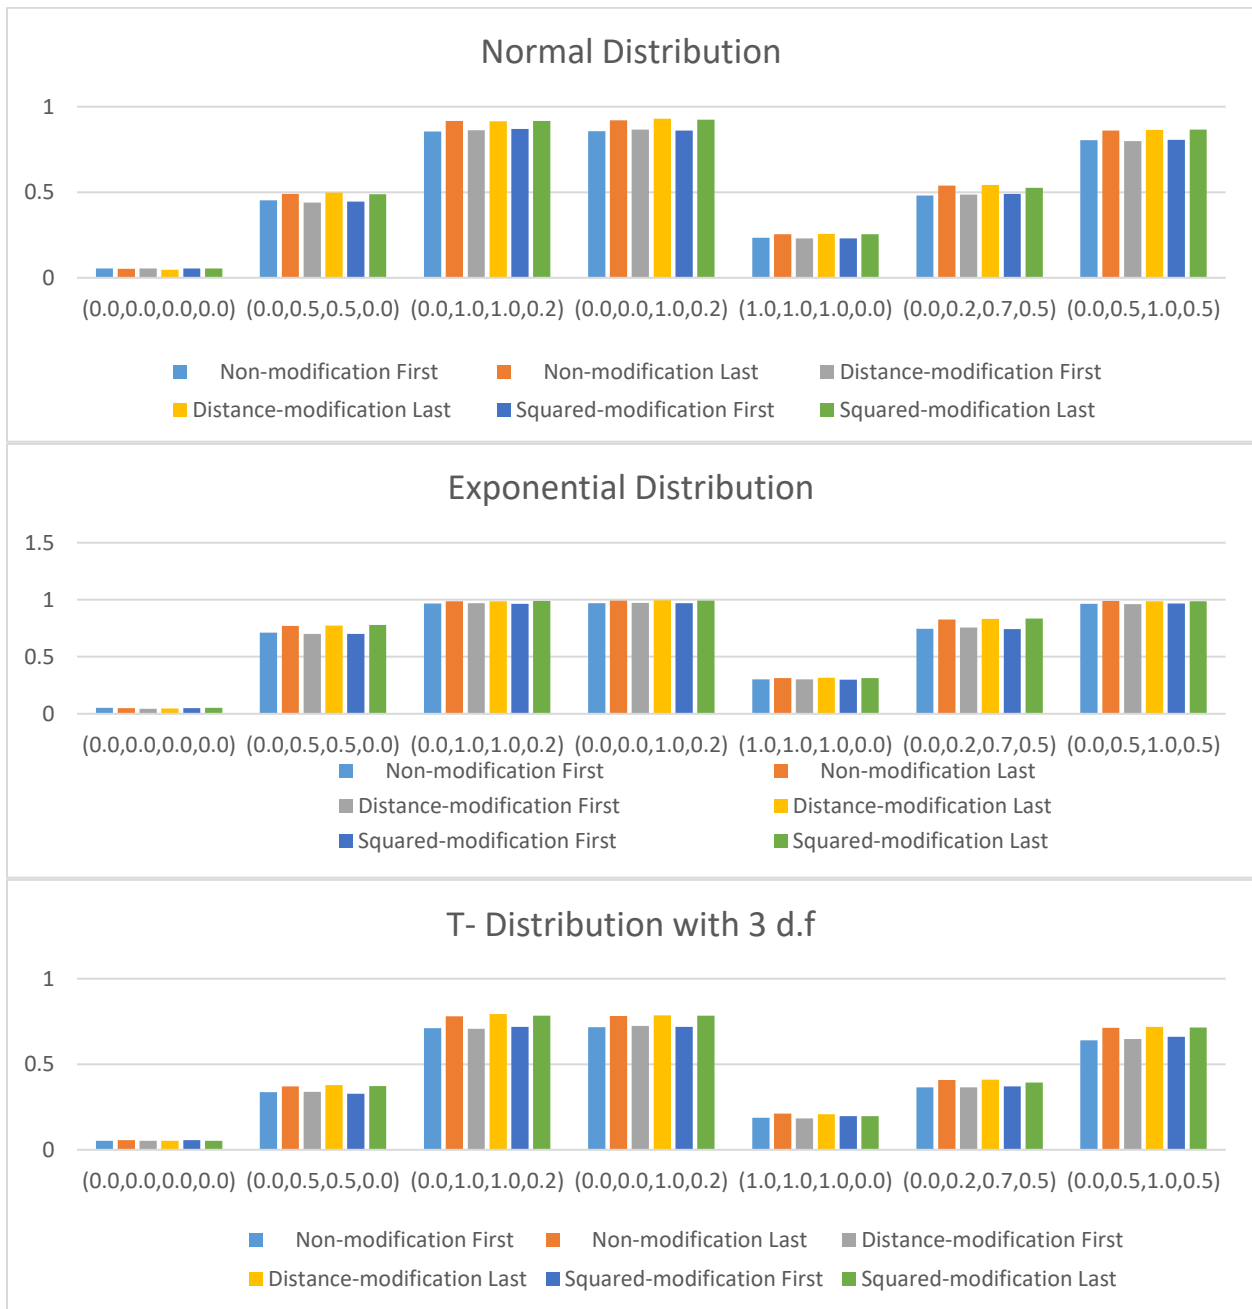 Normal Distribution
1
0.5
0
(0.0,0.0,0.0,0.0) (0.0,0.5,0.5,0.0) (0.0,1.0,1.0,0.2) (0.0,0.0,1.0,0.2) (1.0,1.0,1.0,0.0) (0.0,0.2,0.7,0.5) (0.0,0.5,1.0,0.5)
Non-modification First Non-modification Last Distance-modification First
Distance-modification Last Squared-modification First Squared-modification Last
Exponential Distribution
1.5
1
0.5
0
(0.0,0.0,0.0,0.0) (0.0,0.5,0.5,0.0) (0.0,1.0,1.0,0.2) (0.0,0.0,1.0,0.2) (1.0,1.0,1.0,0.0) (0.0,0.2,0.7,0.5) (0.0,0.5,1.0,0.5)
Non-modification First Non-modification Last
Distance-modification First Distance-modification Last
Squared-modification First Squared-modification Last
T- Distribution with 3 d.f
1
0.5
0
(0.0,0.0,0.0,0.0) (0.0,0.5,0.5,0.0) (0.0,1.0,1.0,0.2) (0.0,0.0,1.0,0.2) (1.0,1.0,1.0,0.0) (0.0,0.2,0.7,0.5) (0.0,0.5,1.0,0.5)
Non-modification First Non-modification Last Distance-modification First
Distance-modification Last Squared-modification First Squared-modification Last